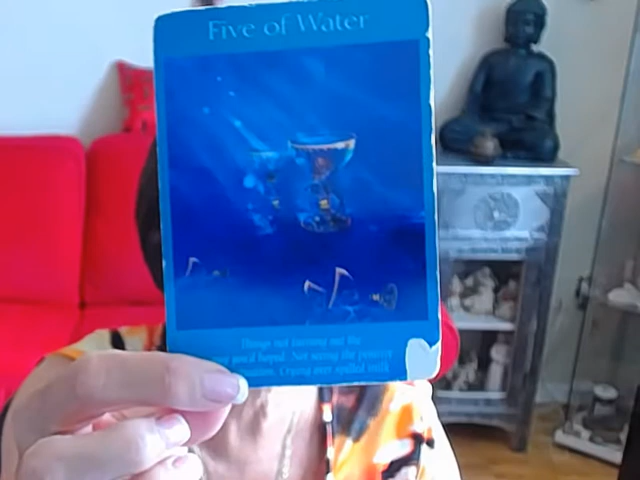 Five of Water
Things not turning out the
way you'd hoped. Not seeing the positive
Crying over spilled milk.